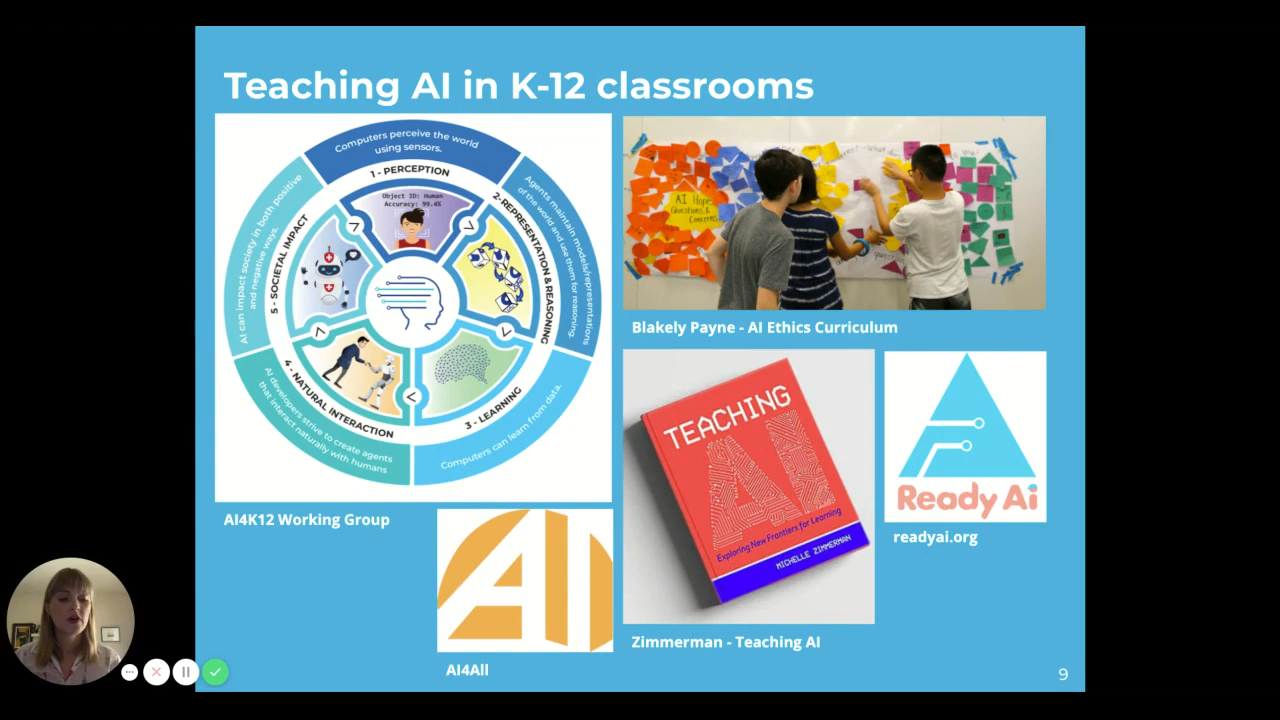 Teaching AI in K-12 classrooms
Computers perceive the world
using sensors.
1 - PERCEPTION
Object ID: Human
Accuracy: 99.4%
2- REPRESENTATION & REASONING
Agents maintain models/representations
of the world and use them for reasoning.
3 - LEARNING
Computers can learn from data.
4 - NATURAL INTERACTION
AI developers strive to create agents
that interact naturally with humans
5 - SOCIETAL IMPACT
AI can impact society in both positive
and negative ways.
AI4K12 Working Group
AI Hope
Questions &
Concerns
Blakely Payne - AI Ethics Curriculum
TEACHING
AI
Exploring New Frontiers for Learning
MICHELLE ZIMMERMAN
Zimmerman - Teaching AI
Ready Ai
readyai.org
AI
AI4All
9